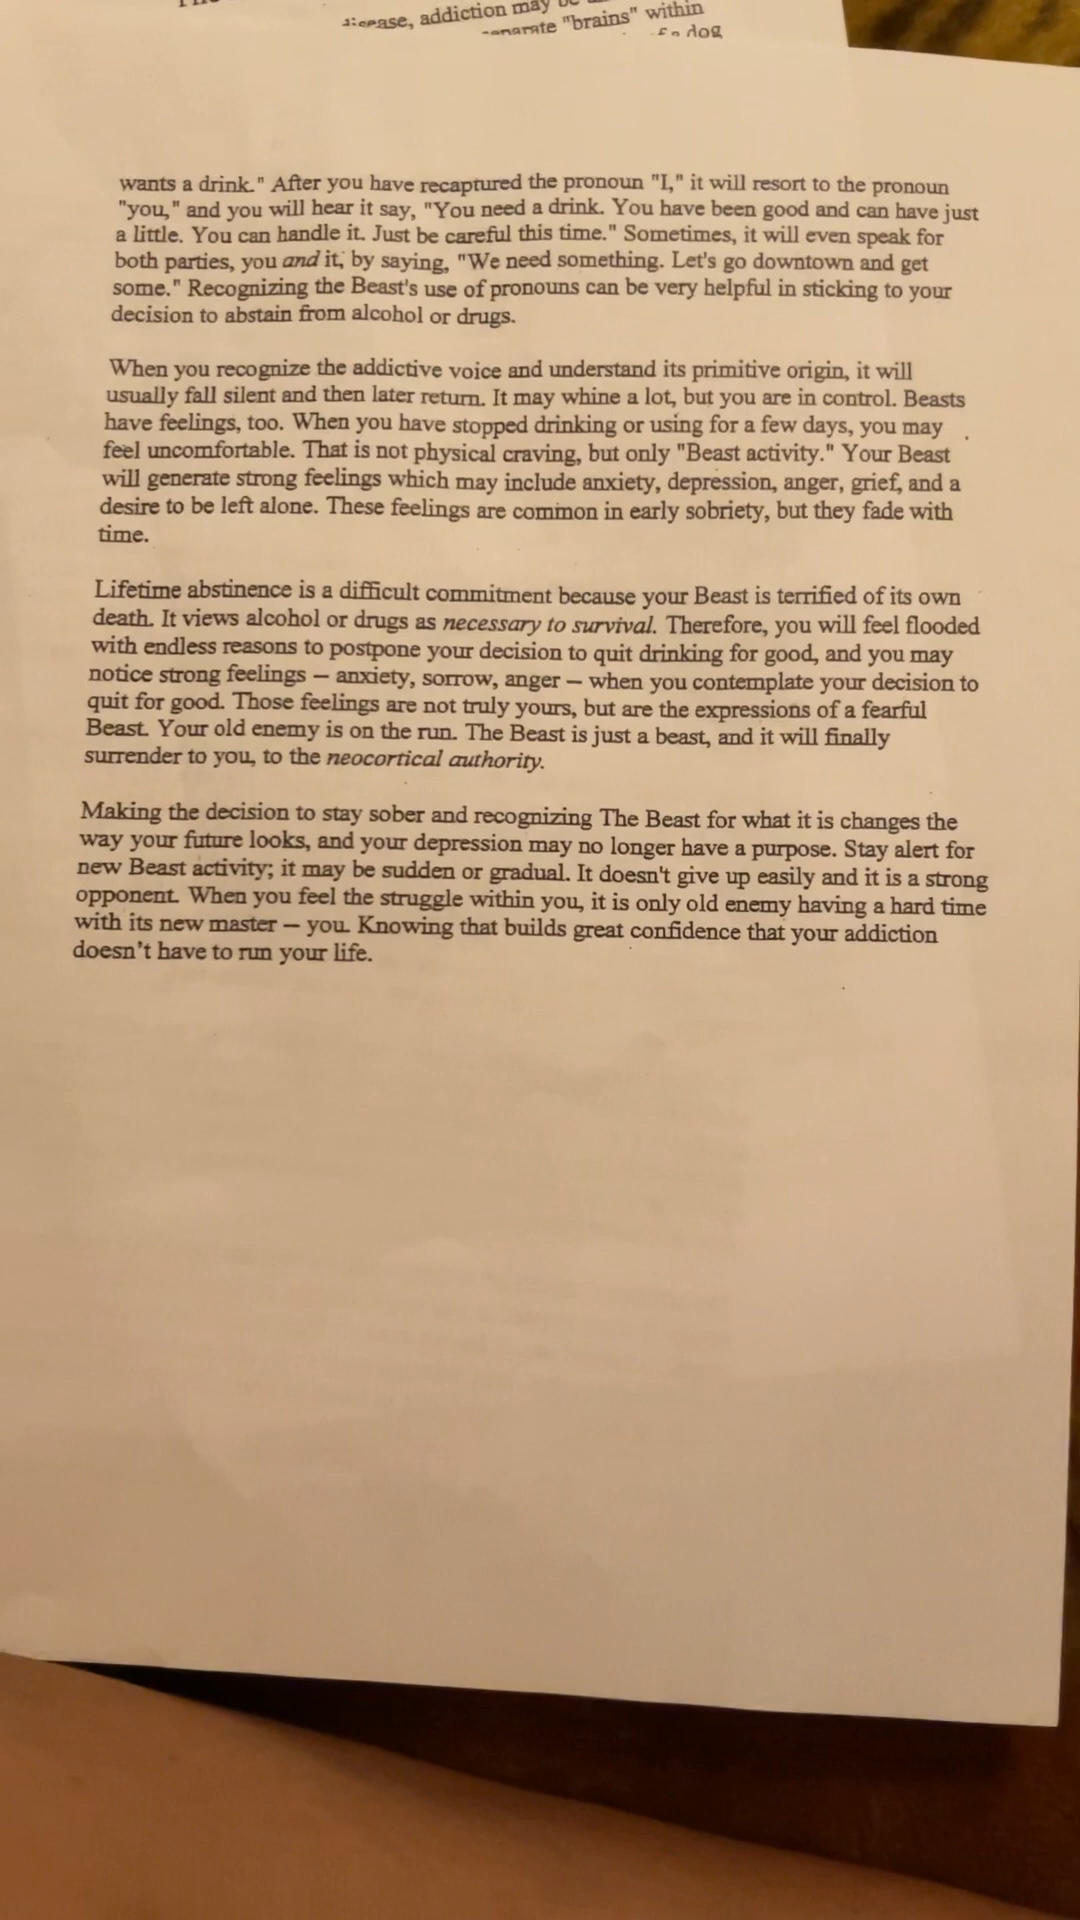 disease, addiction may
"brains" within
dog
wants a drink." After you have recaptured the pronoun "I," it will resort to the pronoun
"you," and you will hear it say, "You need a drink. You have been good and can have just
a little. You can handle it. Just be careful this time." Sometimes, it will even speak for
both parties, you and it, by saying, "We need something. Let's go downtown and get
some." Recognizing the Beast's use of pronouns can be very helpful in sticking to your
decision to abstain from alcohol or drugs.
When you recognize the addictive voice and understand its primitive origin, it will
usually fall silent and then later return. It may whine a lot, but you are in control. Beasts
have feelings, too. When you have stopped drinking or using for a few days, you may
feel uncomfortable. That is not physical craving, but only "Beast activity." Your Beast
will generate strong feelings which may include anxiety, depression, anger, grief, and a
desire to be left alone. These feelings are common in early sobriety, but they fade with
time.
Lifetime abstinence is a difficult commitment because your Beast is terrified of its own
death. It views alcohol or drugs as necessary to survival. Therefore, you will feel flooded
with endless reasons to postpone your decision to quit drinking for good, and you may
notice strong feelings – anxiety, sorrow, anger – when you contemplate your decision to
quit for good. Those feelings are not truly yours, but are the expressions of a fearful
Beast. Your old enemy is on the run. The Beast is just a beast, and it will finally
surrender to you, to the neocortical authority.
Making the decision to stay sober and recognizing The Beast for what it is changes the
way your future looks, and your depression may no longer have a purpose. Stay alert for
new Beast activity; it may be sudden or gradual. It doesn't give up easily and it is a strong
opponent. When you feel the struggle within you, it is only old enemy having a hard time
with its new master – you. Knowing that builds great confidence that your addiction
doesn't have to run your life.